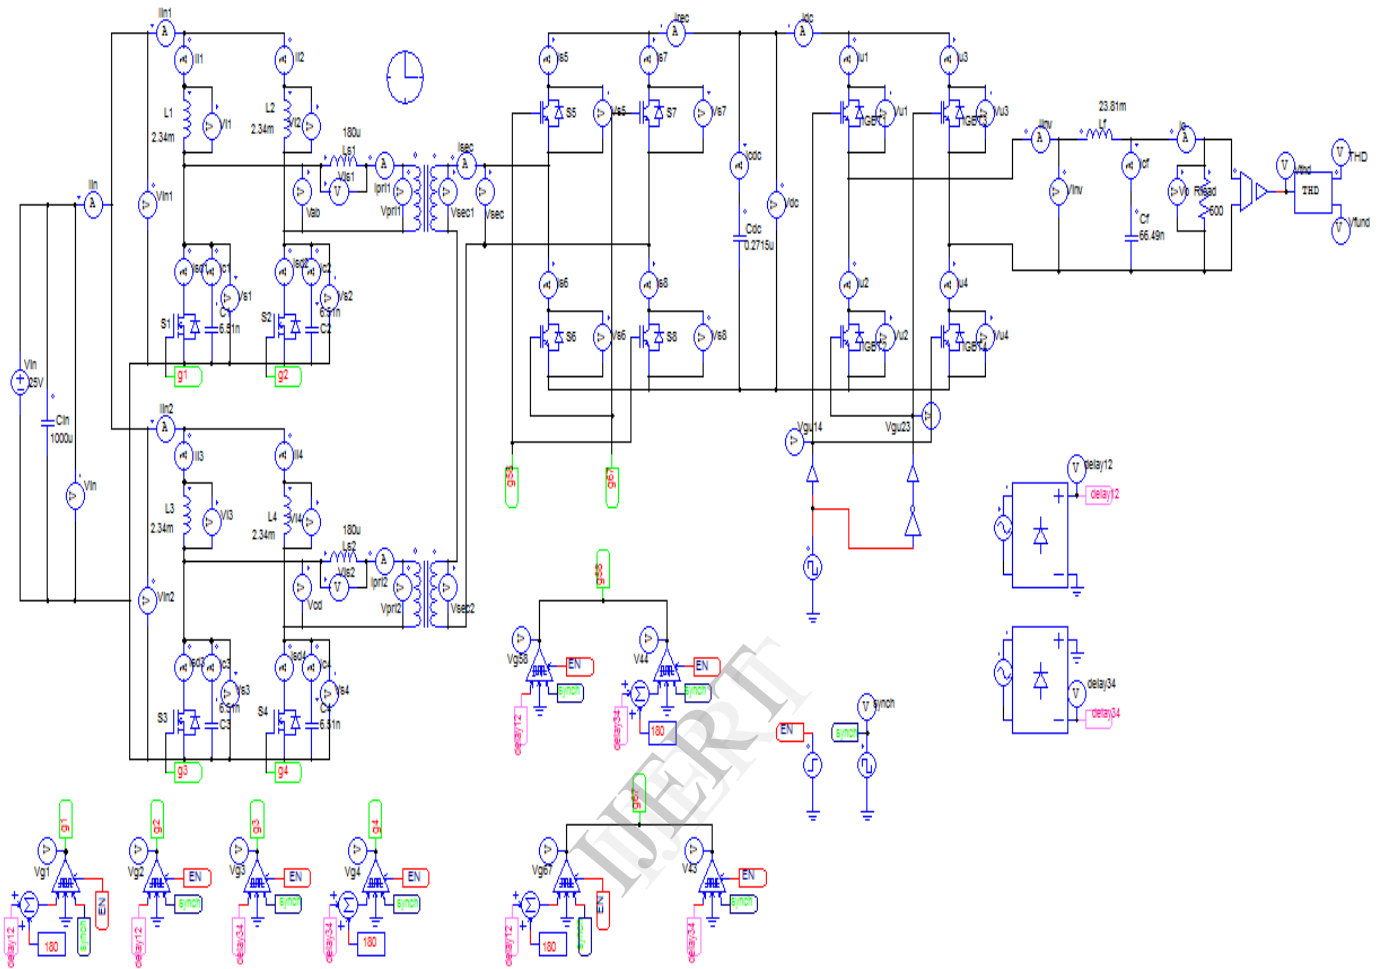 Iin1
Il1
Il2
L1
2.34m
Vl1
L2
2.34m
Vl2
180u
Ls1
Vls1
Ipri1
Vpri1
Isec
Vsec1
Vsec
Iin
Vin1
Vab
Isd1
Ic1
Vs1
C1
6.51n
S1
g1
Isd2
Ic2
Vs2
6.51n
C2
S2
g2
Vin
25V
Cin
1000u
Vin
Iin2
Il3
Il4
L3
2.34m
Vl3
L4
2.34m
Vl4
180u
Ls2
Vls2
Ipri2
Vpri2
Vsec2
Vin2
Vcd
Ic3
Vs3
6.51n
C3
S3
g3
Isd4
Ic4
Vs4
C4
6.51n
S4
g4
Is5
S5
Vs5
Is7
S7
Vs7
Irec
Idc
Icdc
Cdc
0.2715u
Vdc
Is6
S6
Vs6
Is8
S8
Vs8
g58
g67
Iu1
Vu1
IGBT1
Iu3
Vu3
IGBT3
Iu2
Vu2
IGBT2
Iu4
Vu4
IGBT4
Vgu14
Vgu23
Iinv
23.81m
Lf
Vinv
Icf
Cf
66.49n
Io
Vo
Rload
500
Vthd
THD
THD
Vfund
delay12
delay12
delay34
delay34
g58
Vg58
EN
synch
delay12
V44
EN
synch
delay34
180
EN
synch
synch
g67
Vg67
EN
synch
delay12
180
V43
EN
synch
delay34
g1
Vg1
EN
synch
delay12
180
g2
Vg2
EN
synch
delay12
g3
Vg3
EN
synch
delay34
g4
Vg4
EN
synch
delay34
180
IJERT